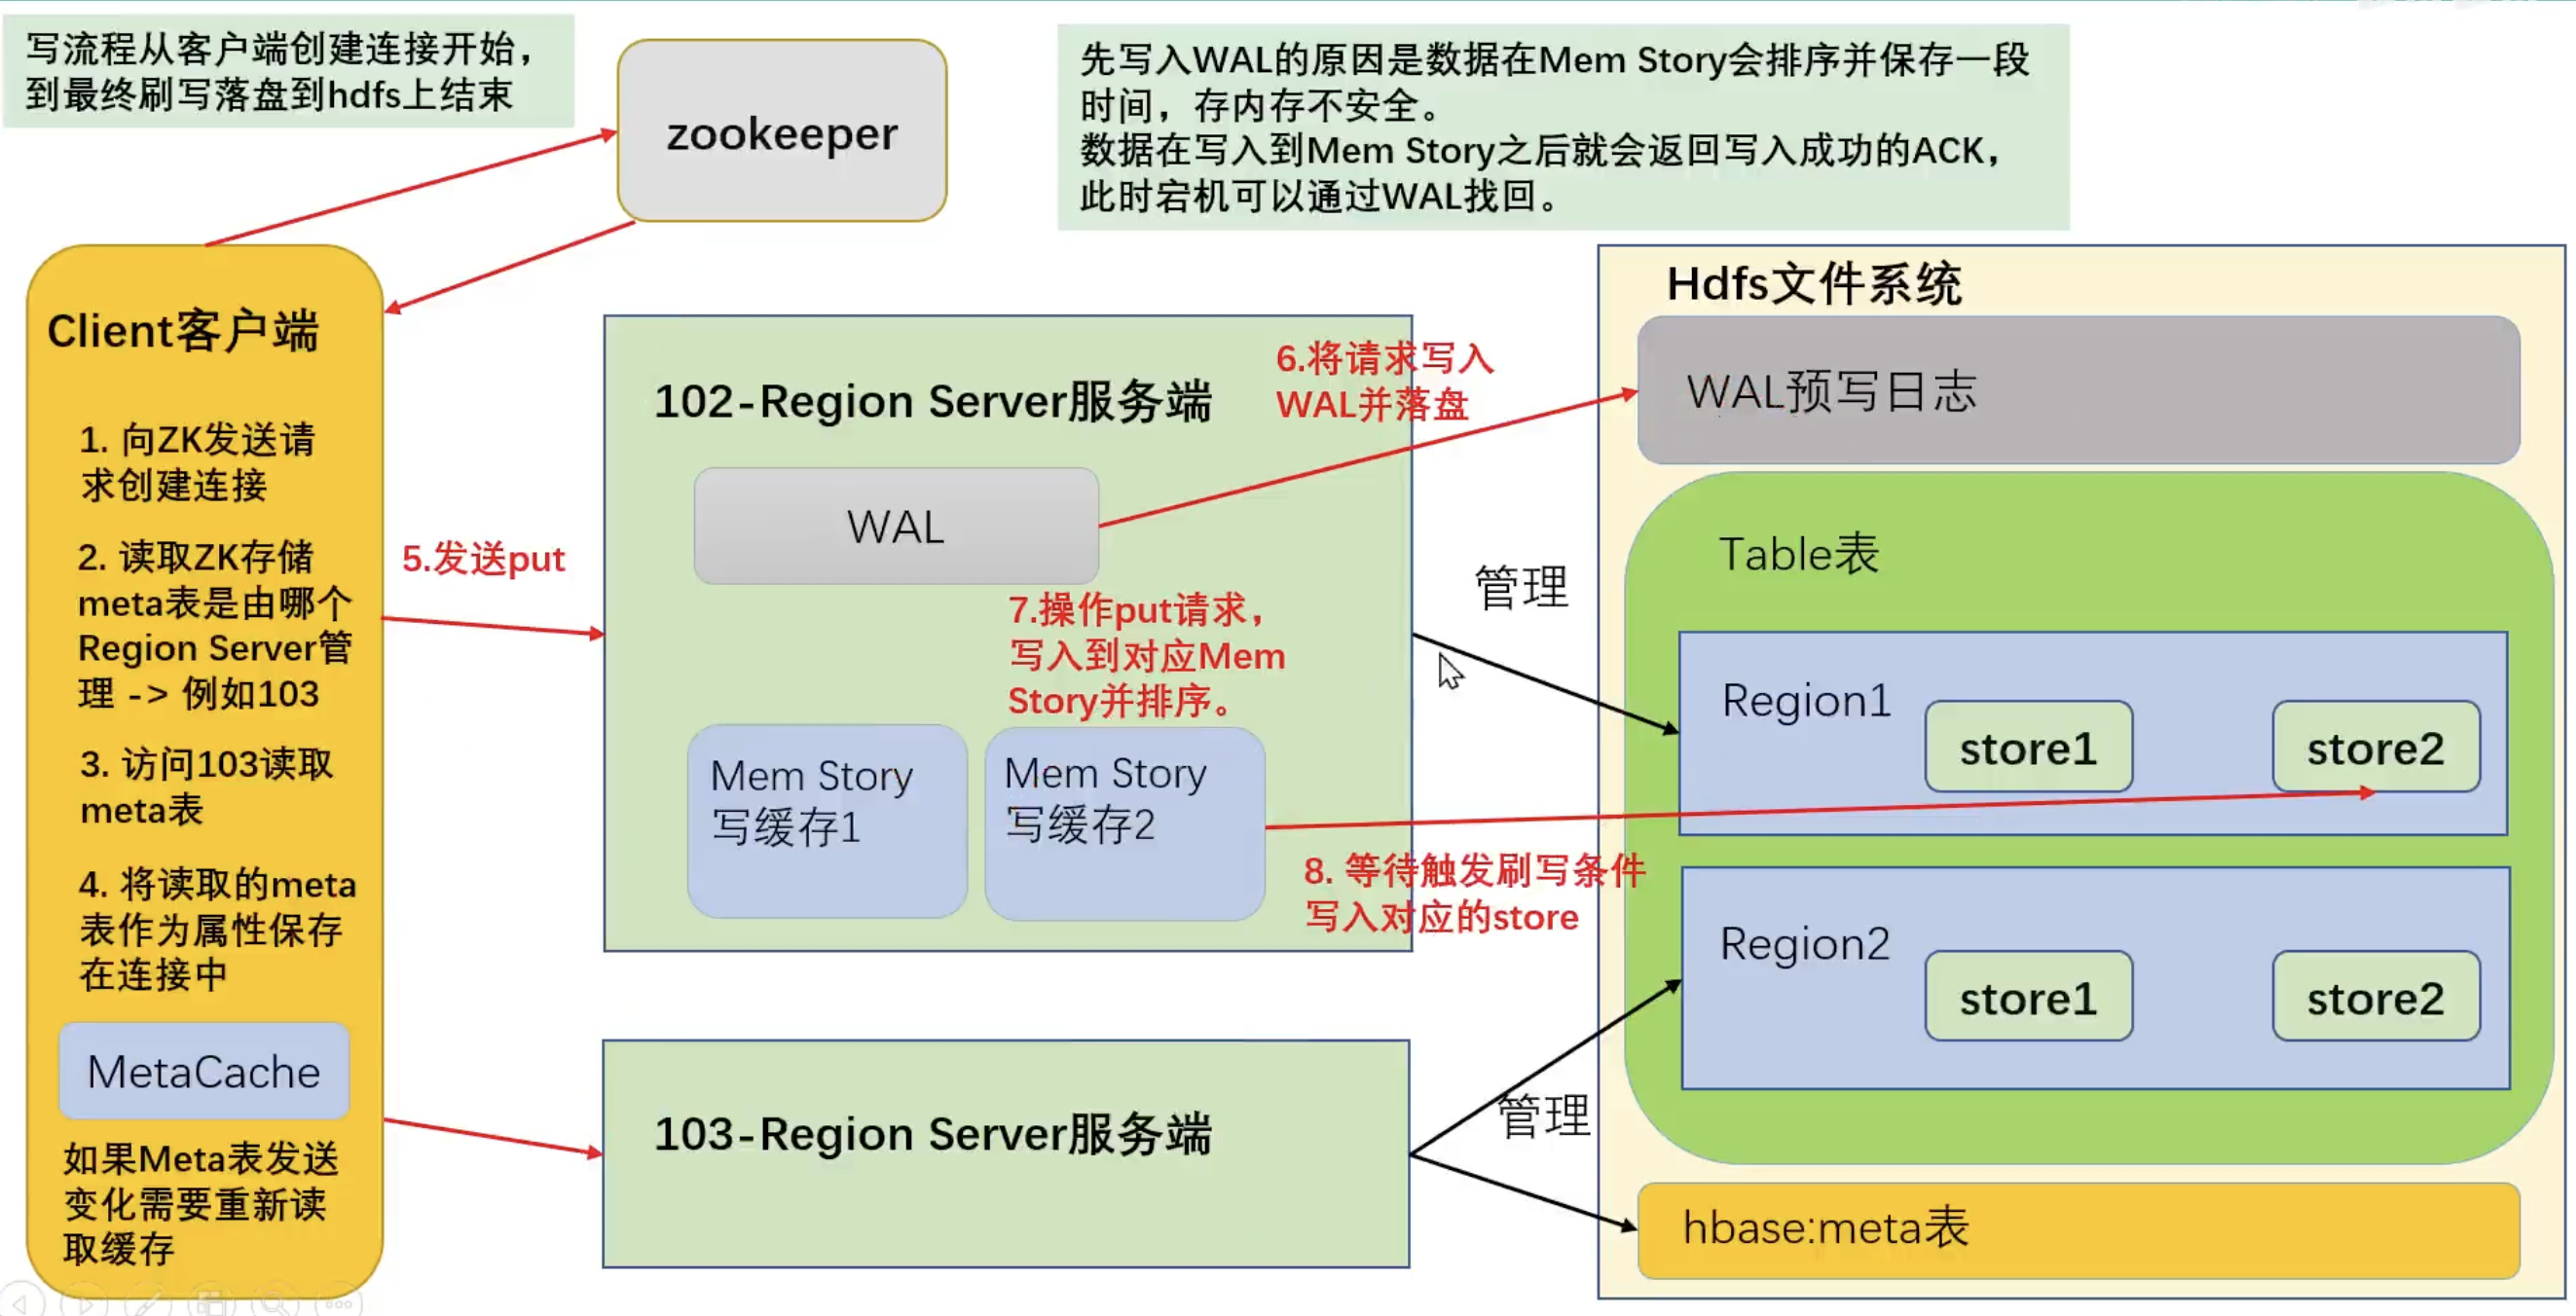 写流程从客户端创建连接开始，
到最终刷写落盘到hdfs上结束
zookeeper
先写入WAL的原因是数据在Mem Story会排序并保存一段
时间，存内存不安全。
数据在写入到Mem Story之后就会返回写入成功的ACK，
此时宕机可以通过WAL找回。
Client客户端
1. 向ZK发送请
求创建连接
2. 读取ZK存储
meta表是由哪个
Region Server管
理 -> 例如103
3. 访问103读取
meta表
4. 将读取的meta
表作为属性保存
在连接中
MetaCache
如果Meta表发送
变化需要重新读
取缓存
5.发送put
102-Region Server服务端
6.将请求写入
WAL并落盘
WAL
7.操作put请求，
写入到对应Mem
Story并排序。
Mem Story
写缓存1
Mem Story
写缓存2
8. 等待触发刷写条件
写入对应的store
103-Region Server服务端
管理
管理
Hdfs文件系统
WAL预写日志
Table表
Region1
store1
store2
Region2
store1
store2
hbase:meta表